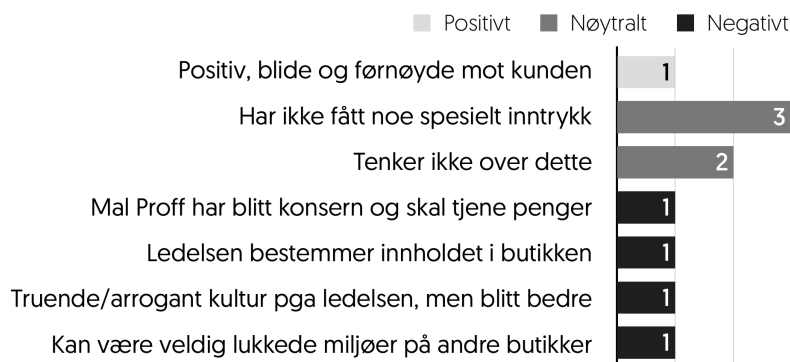 Positivt Nøytralt Negativt
Positiv, blide og førnøyde mot kunden 1
Har ikke fått noe spesielt inntrykk 3
Tenker ikke over dette 2
Mal Proff har blitt konsern og skal tjene penger 1
Ledelsen bestemmer innholdet i butikken 1
Truende/arrogant kultur pga ledelsen, men blitt bedre 1
Kan være veldig lukkede miljøer på andre butikker 1